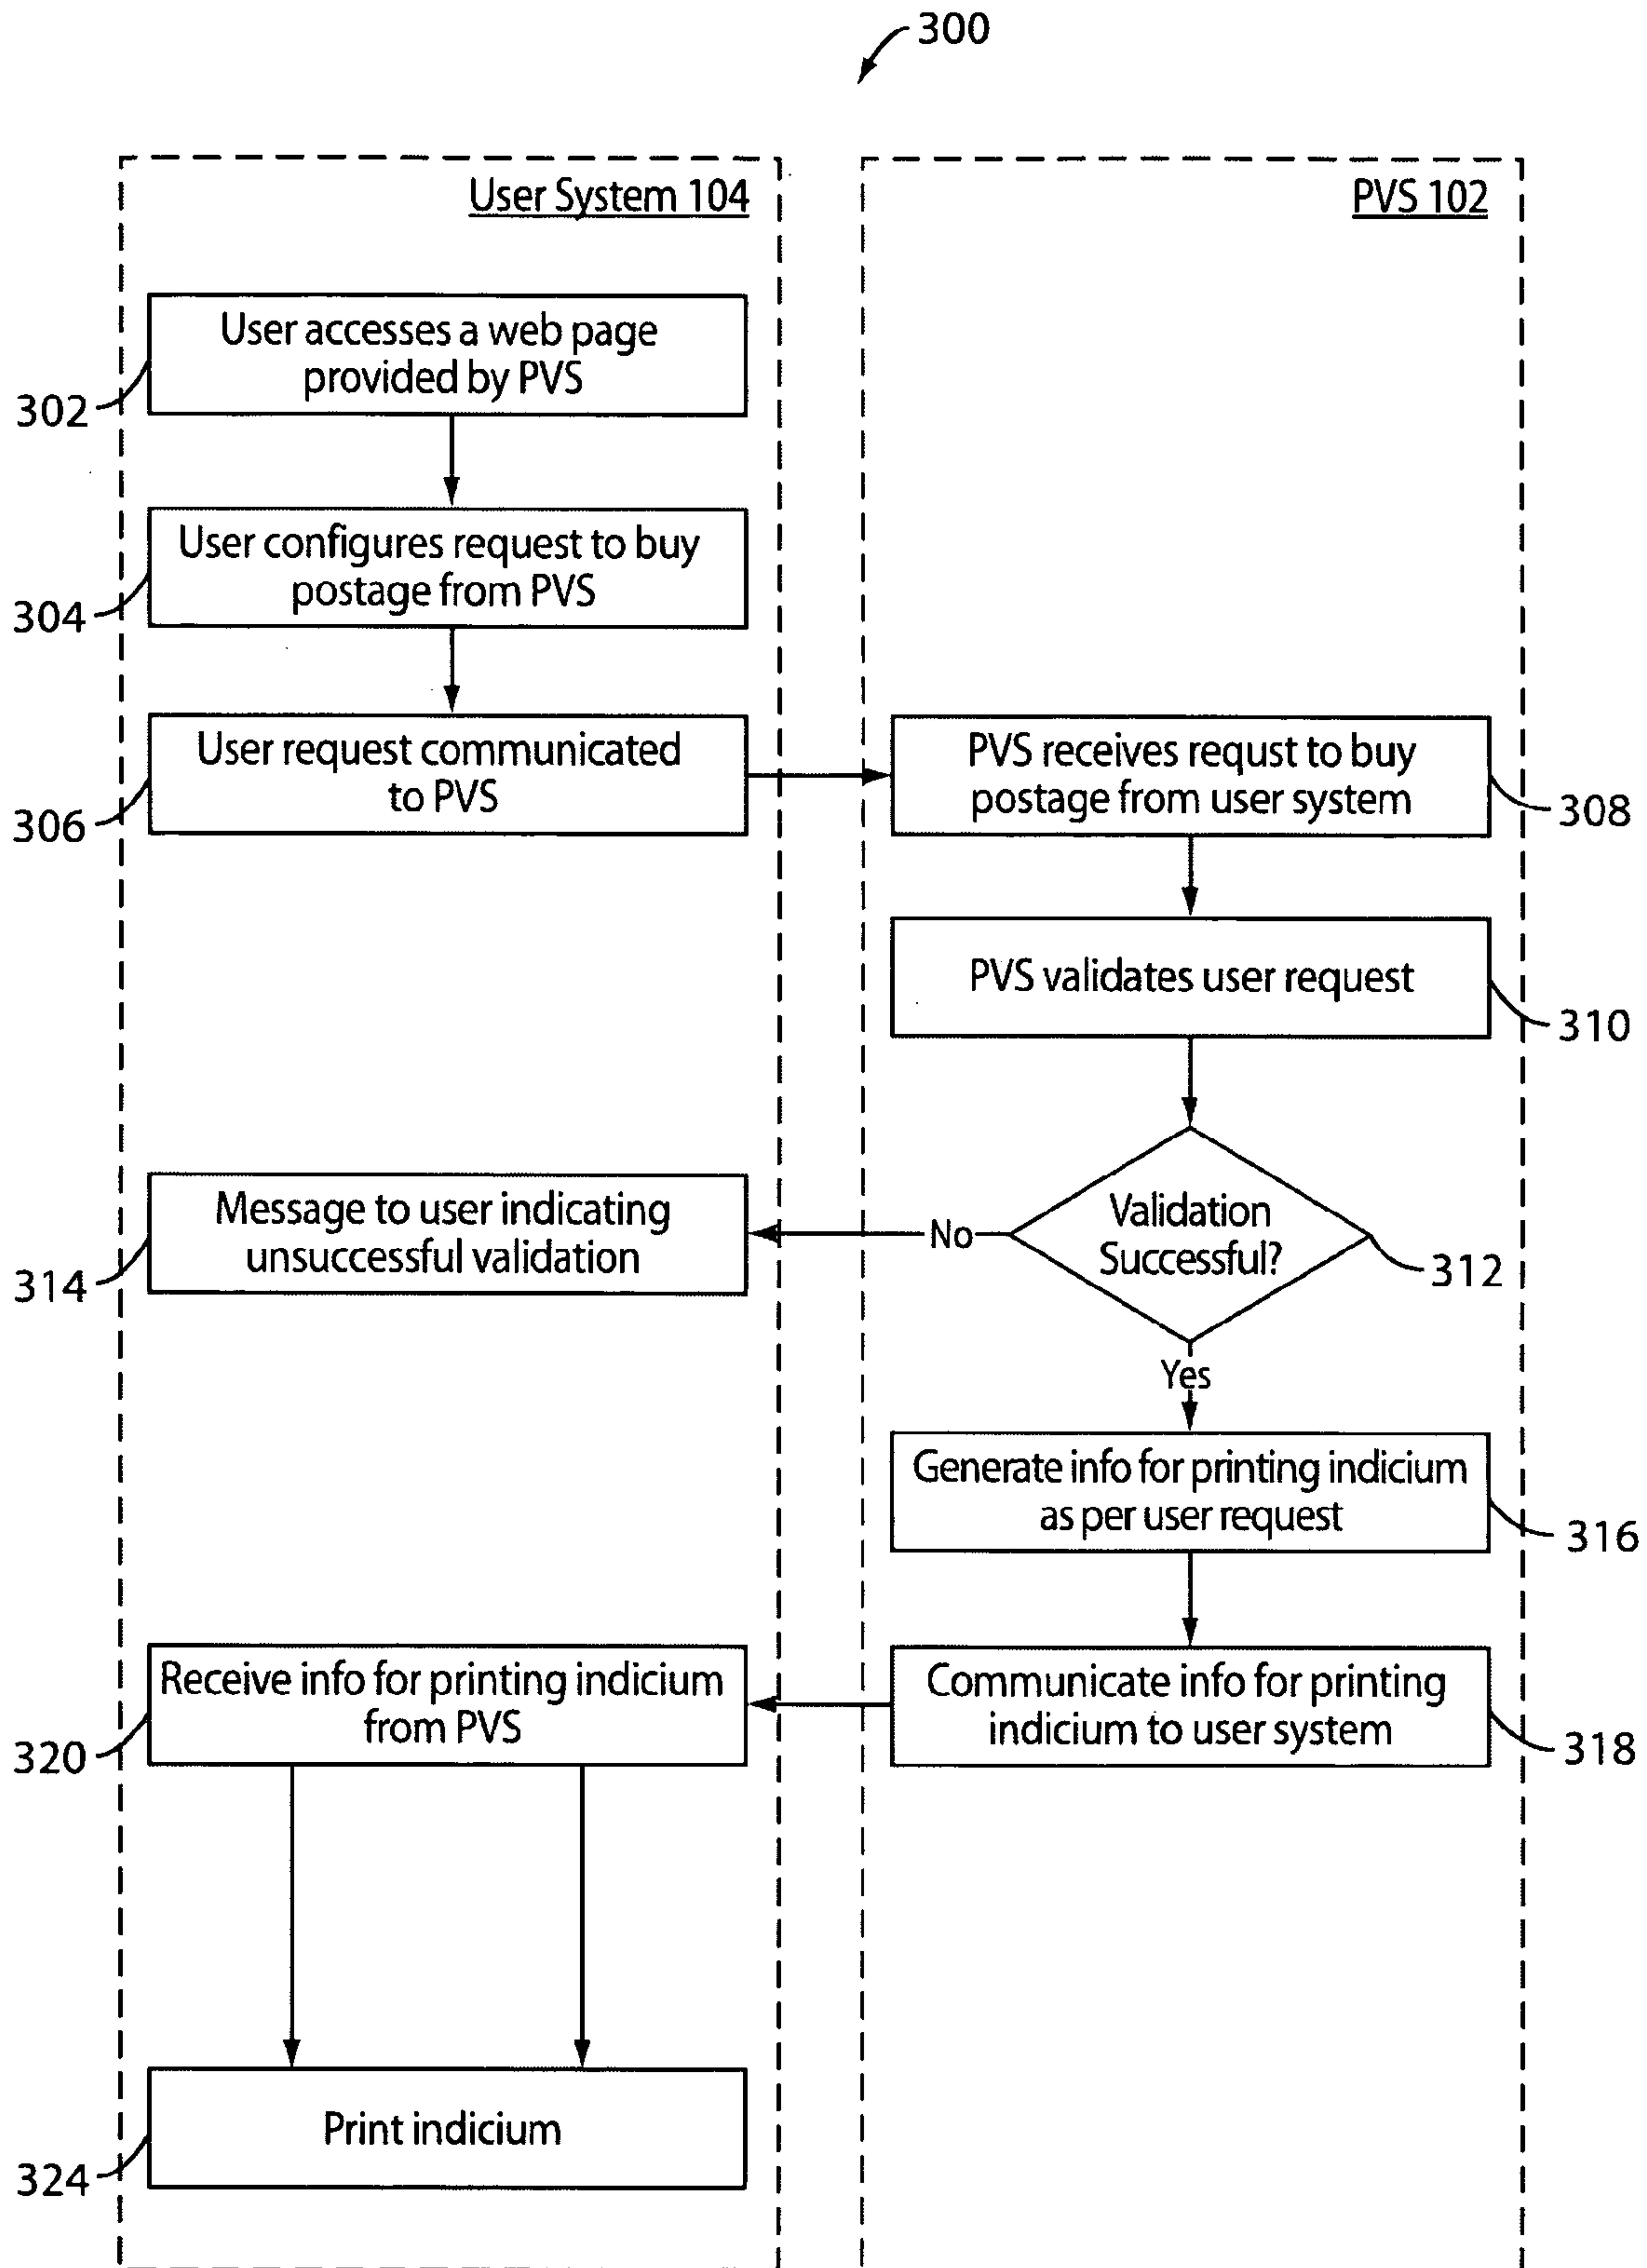 300
User System 104
PVS 102
User accesses a web page
provided by PVS
302
User configures request to buy
postage from PVS
304
User request communicated
to PVS
306
PVS receives requst to buy
postage from user system
308
PVS validates user request
310
Validation
Successful?
312
No
Message to user indicating
unsuccessful validation
314
Yes
Generate info for printing indicium
as per user request
316
Communicate info for printing
indicium to user system
318
Receive info for printing indicium
from PVS
320
Print indicium
324